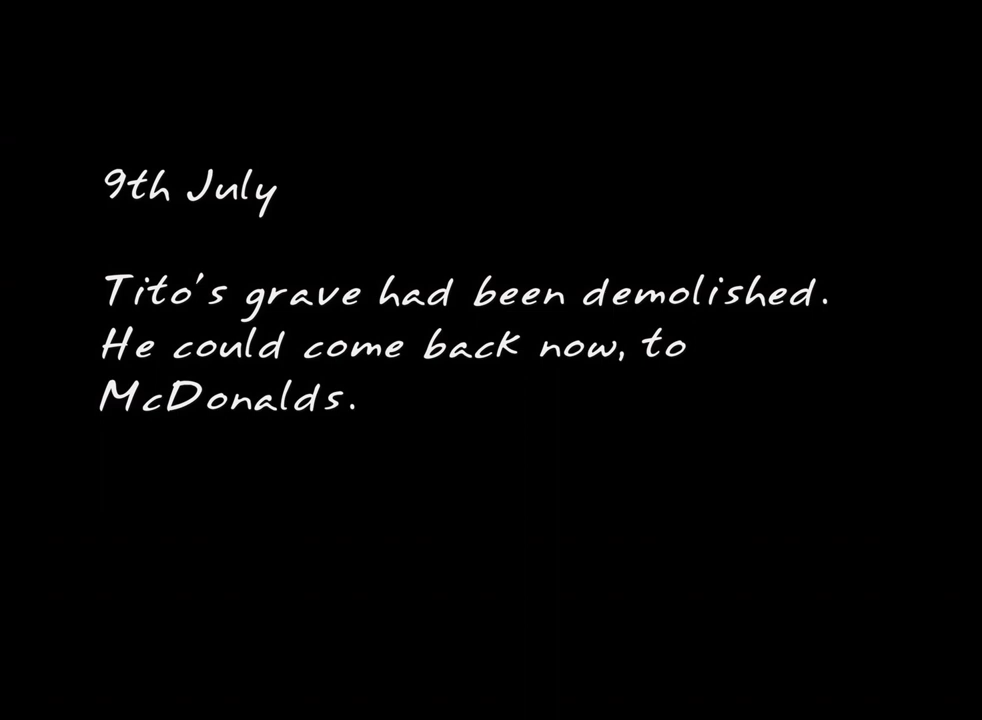 9th July
Tito's grave had been demolished.
He could come back now, to
McDonalds.